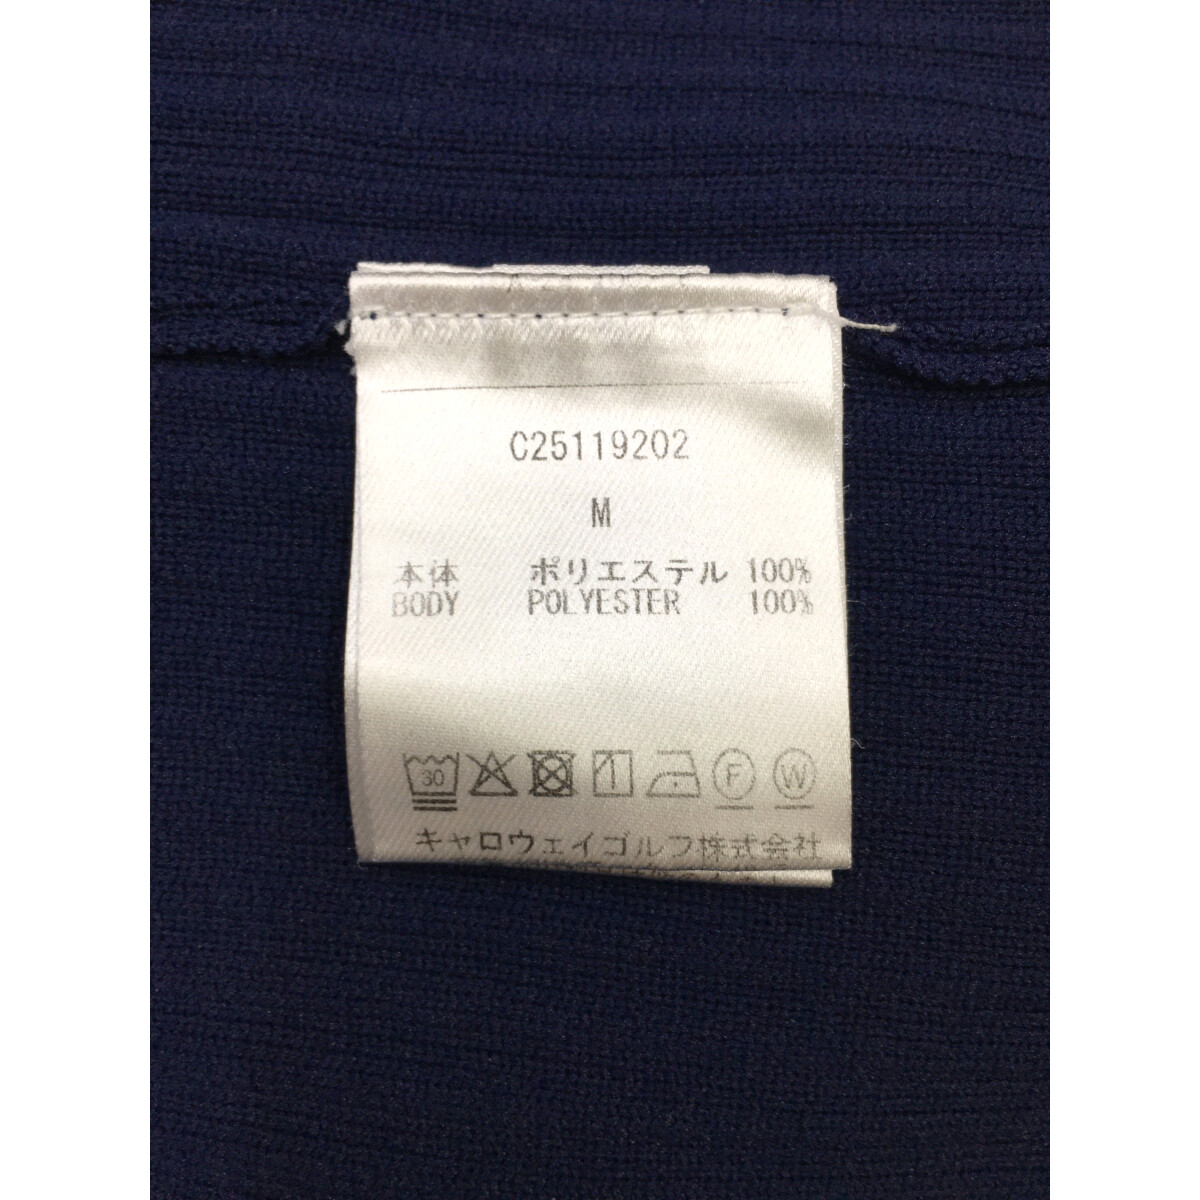 C25119202
M
本体 ポリエステル 100%
BODY POLYESTER 100%
30 F W
キャロウェイゴルフ株式会社